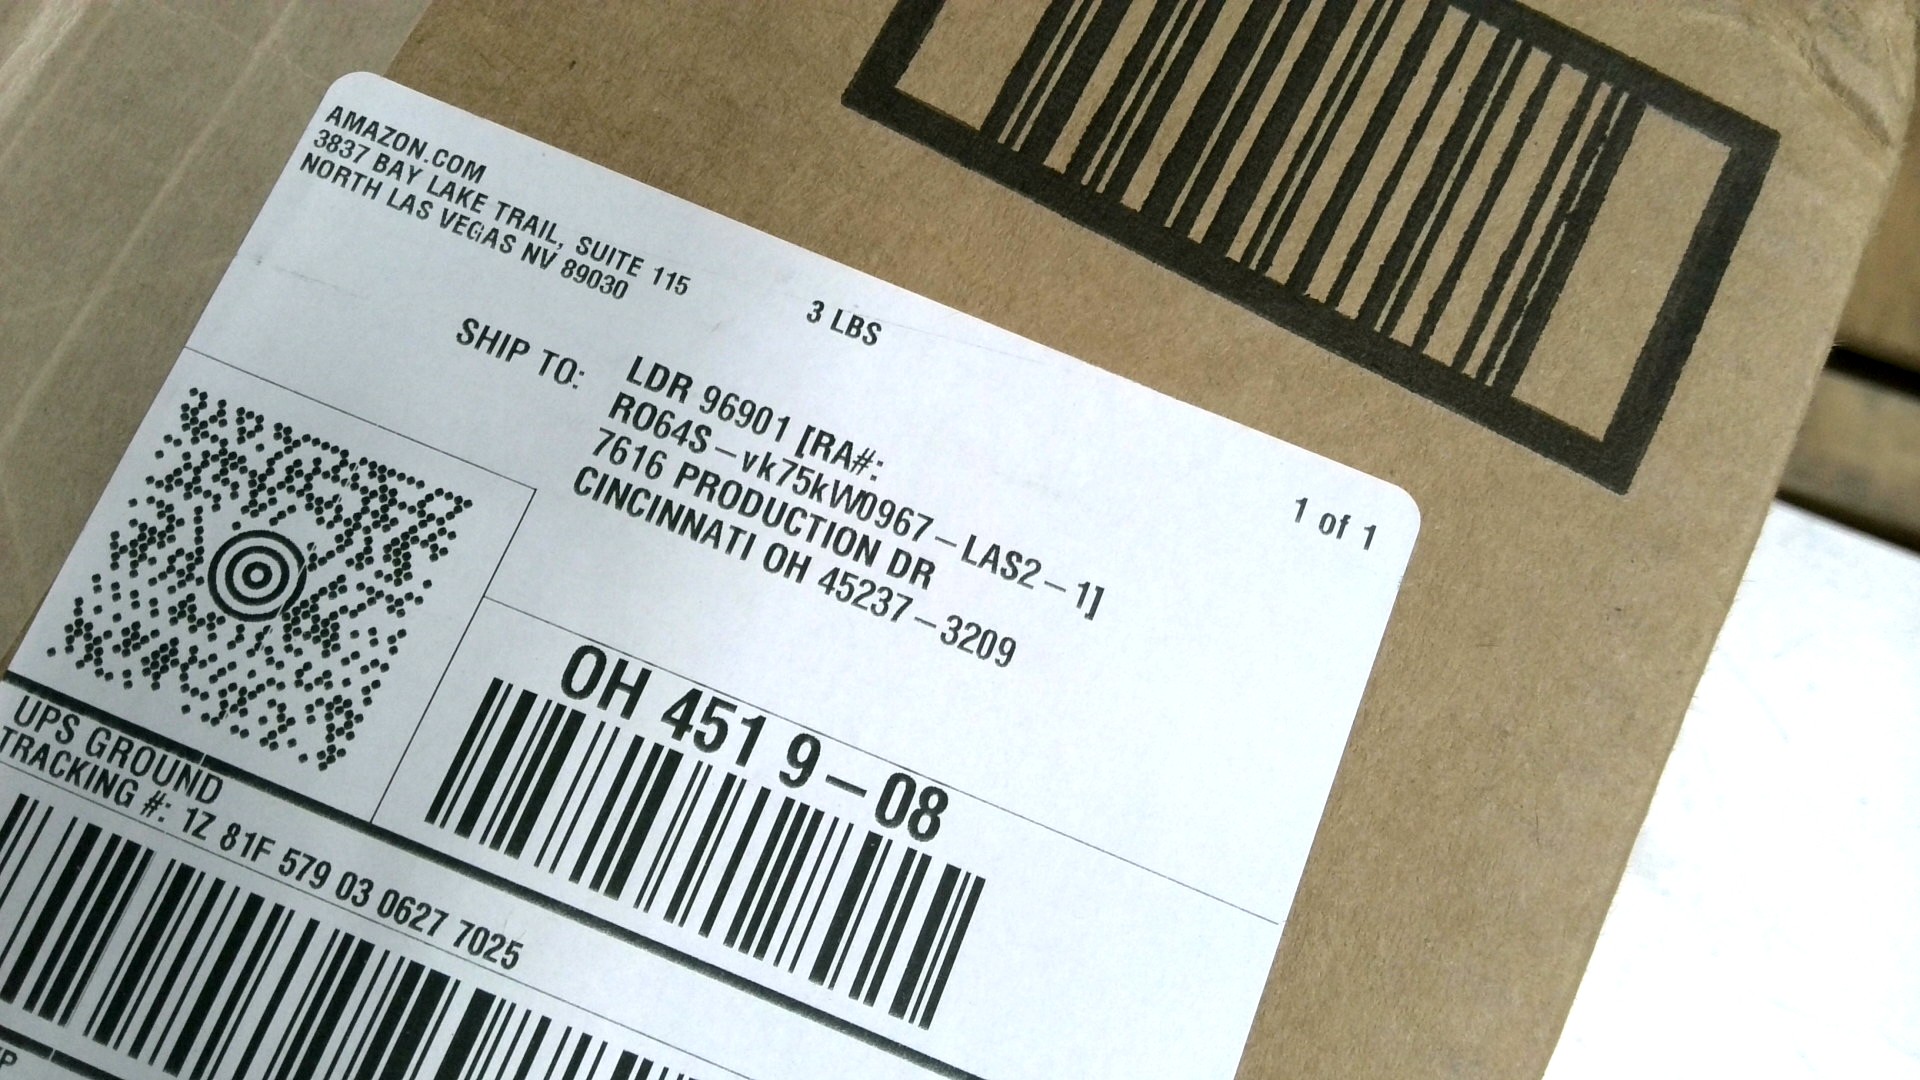 AMAZON.COM
3837 BAY LAKE TRAIL, SUITE 115
NORTH LAS VEGAS NV 89030
3 LBS
1 of 1
SHIP TO:
LDR 96901 [RA#:
RO64S-vk75kW0967-LAS2-1]
7616 PRODUCTION DR
CINCINNATI OH 45237-3209
OH 451 9-08
UPS GROUND
TRACKING #: 1Z 81F 579 03 0627 7025